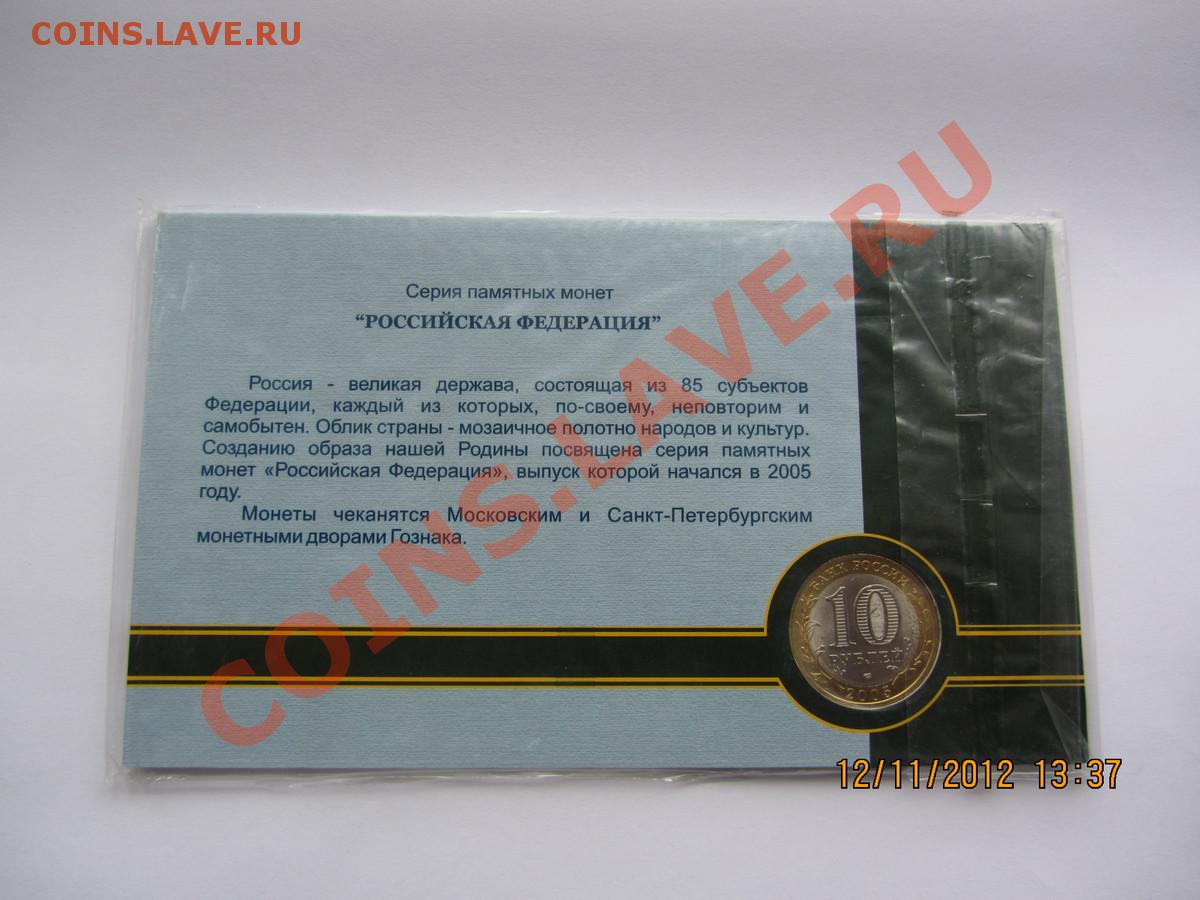 COINS.LAVE.RU
Серия памятных монет
“РОССИЙСКАЯ ФЕДЕРАЦИЯ”
Россия - великая держава, состоящая из 85 субъектов
Федерации, каждый из которых, по-своему, неповторим и
самобытен. Облик страны - мозаичное полотно народов и культур.
Созданию образа нашей Родины посвящена серия памятных
монет «Российская Федерация», выпуск которой начался в 2005
году.
Монеты чеканятся Московским и Санкт-Петербургским
монетными дворами Гознака.
COINS.LAVE.RU
БАНК РОССИИ
10
РУБЛЕЙ
2005
12/11/2012 13:37